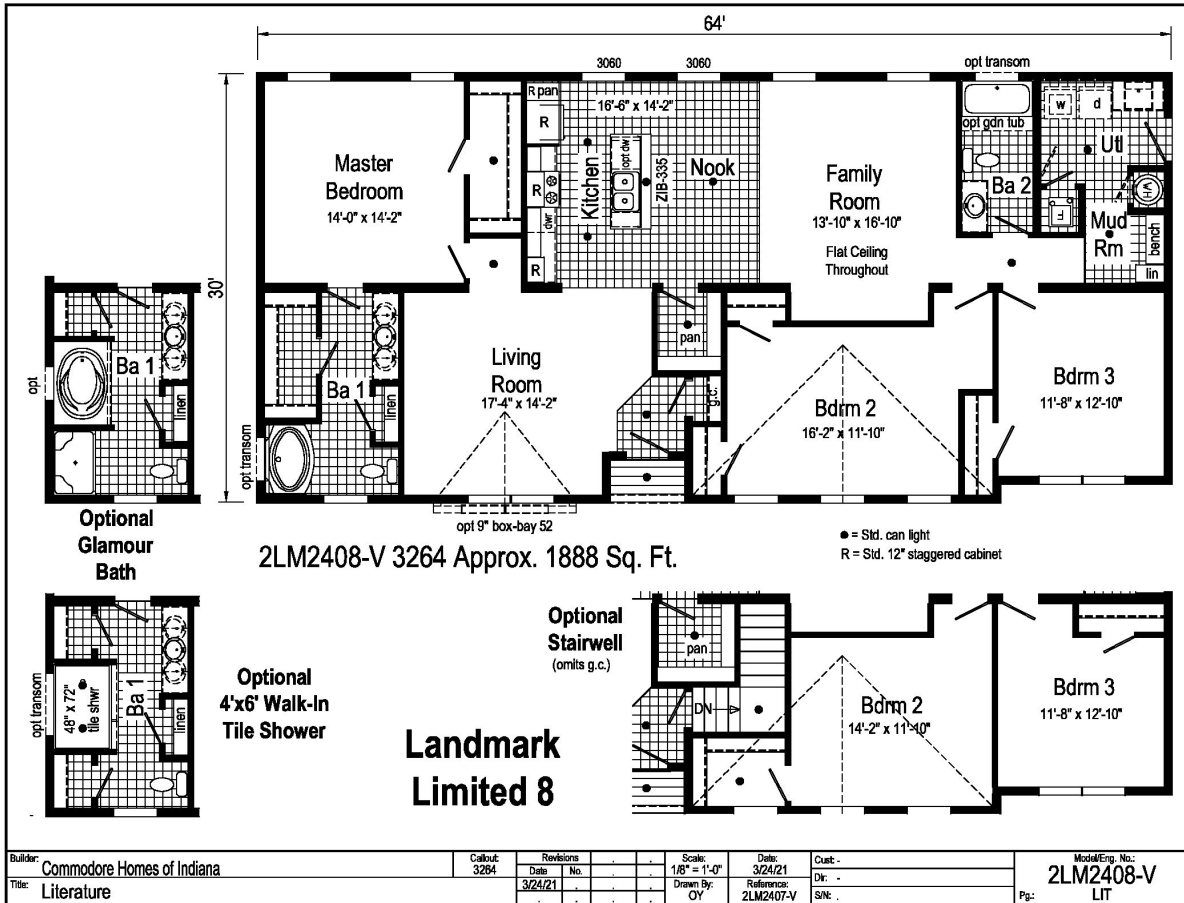 64'
3060
3060
opt transom
30'
Master
Bedroom
14'-0" x 14'-2"
R pan
R
R
dwr
R
16'-6" x 14'-2"
Kitchen
opt dw
ZIB-335
Nook
Family
Room
13'-10" x 16'-10"
Flat Ceiling
Throughout
opt gdn tub
Ba 2
w
d
Utl
WH
F
Mud
Rm
bench
lin
opt
Ba 1
linen
Optional
Glamour
Bath
Ba 1
linen
opt transom
Living
Room
17'-4" x 14'-2"
pan
g.c.
Bdrm 2
16'-2" x 11'-10"
Bdrm 3
11'-8" x 12'-10"
opt 9" box-bay 52
2LM2408-V 3264 Approx. 1888 Sq. Ft.
● = Std. can light
R = Std. 12" staggered cabinet
opt transom
48" x 72"
tile shwr
Ba 1
linen
Optional
4'x6' Walk-In
Tile Shower
Landmark
Limited 8
Optional
Stairwell
(omits g.c.)
pan
DN
Bdrm 2
14'-2" x 11'-10"
Bdrm 3
11'-8" x 12'-10"
Builder: Commodore Homes of Indiana
Title: Literature
Callout:
3264
Revisions
Date No.
3/24/21
Scale:
1/8" = 1'-0"
Drawn By:
OY
Date:
3/24/21
Reference:
2LM2407-V
Cust: -
Dlr: -
S/N: .
Model/Eng. No.:
2LM2408-V
Pg.: LIT